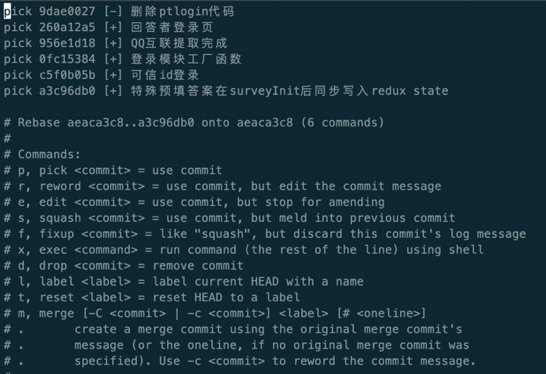 pick 9dae0027 [-] 删除ptlogin代码
pick 260a12a5 [+] 回答者登录页
pick 956e1d18 [+] QQ互联提取完成
pick 0fc15384 [+] 登录模块工厂函数
pick c5f0b05b [+] 可信id登录
pick a3c96db0 [+] 特殊预填答案在surveyInit后同步写入redux state
# Rebase aeaca3c8..a3c96db0 onto aeaca3c8 (6 commands)
#
# Commands:
# p, pick <commit> = use commit
# r, reword <commit> = use commit, but edit the commit message
# e, edit <commit> = use commit, but stop for amending
# s, squash <commit> = use commit, but meld into previous commit
# f, fixup <commit> = like "squash", but discard this commit's log message
# x, exec <command> = run command (the rest of the line) using shell
# d, drop <commit> = remove commit
# l, label <label> = label current HEAD with a name
# t, reset <label> = reset HEAD to a label
# m, merge [-C <commit> | -c <commit>] <label> [# <oneline>]
# .       create a merge commit using the original merge commit's
# .       message (or the oneline, if no original merge commit was
# .       specified). Use -c <commit> to reword the commit message.
#